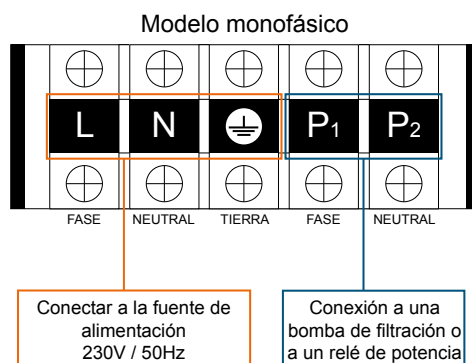 Modelo monofásico
L N P1 P2
FASE NEUTRAL TIERRA FASE NEUTRAL
Conectar a la fuente de
alimentación
230V / 50Hz
Conexión a una
bomba de filtración o
a un relé de potencia